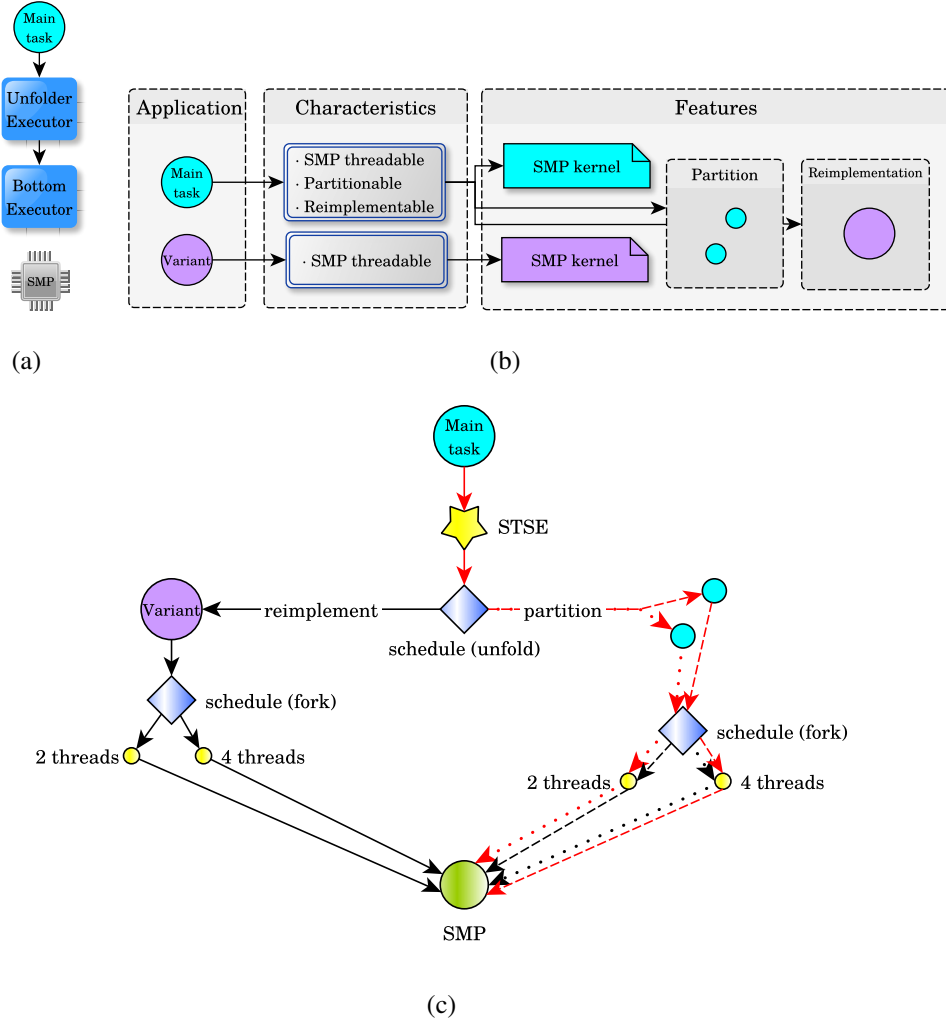 Main
task
Unfolder
Executor
Bottom
Executor
SMP
(a)
Application
Characteristics
Features
Main
task
· SMP threadable
· Partitionable
· Reimplementable
SMP kernel
Partition
Reimplementation
Variant
· SMP threadable
SMP kernel
(b)
Main
task
STSE
Variant
reimplement
partition
schedule (unfold)
schedule (fork)
2 threads
4 threads
schedule (fork)
2 threads
4 threads
SMP
(c)